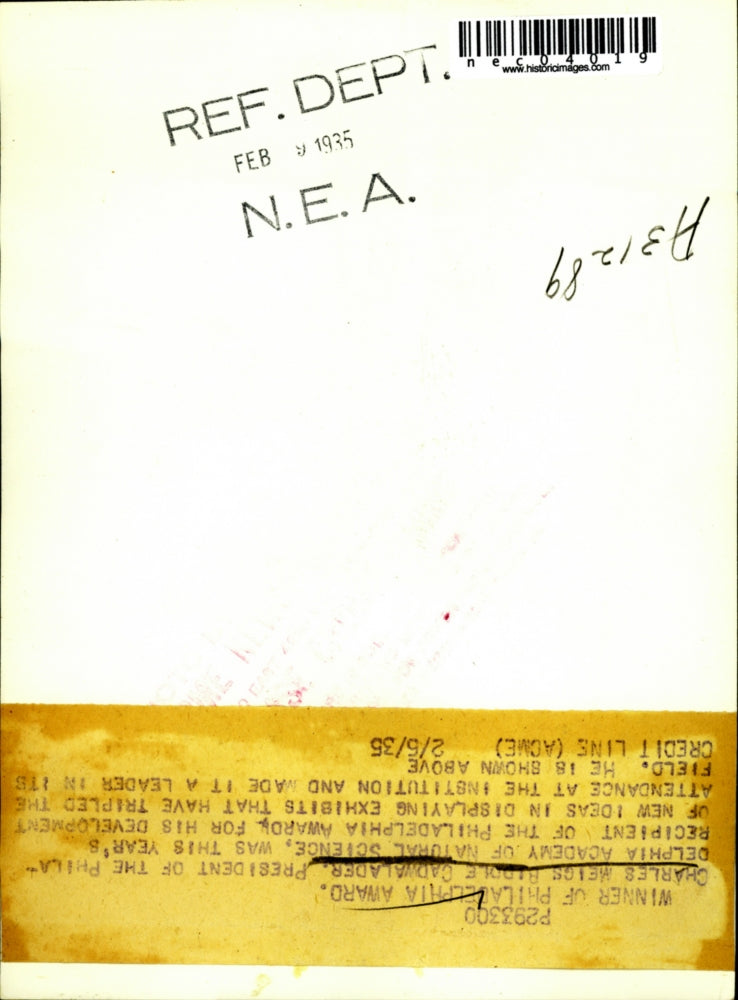 necO4O19
www.historicimages.com
REF. DEPT.
FEB 9 1935
N.E.A.
A31289
P293300
WINNER OF PHILADELPHIA AWARD.
CHARLES MEIGS BIDDLE CADWALADER, PRESIDENT OF THE PHILA-
DELPHIA ACADEMY OF NATURAL SCIENCE, WAS THIS YEAR'S
RECIPIENT OF THE PHILADELPHIA AWARD, FOR HIS DEVELOPMENT
OF NEW IDEAS IN DISPLAYING EXHIBITS THAT HAVE TRIPLED THE
ATTENDANCE AT THE INSTITUTION AND MADE IT A LEADER IN ITS
FIELD. HE IS SHOWN ABOVE
CREDIT LINE (ACME) 2/5/35